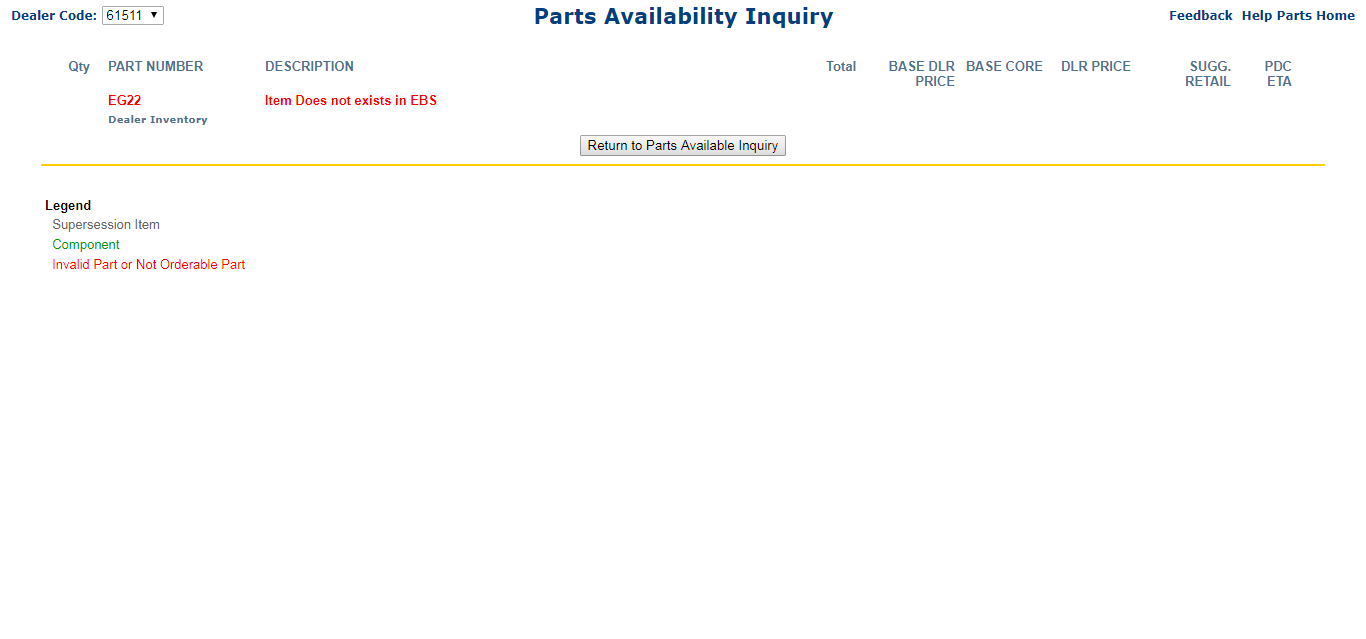 Dealer Code: 61511 ▼ Parts Availability Inquiry Feedback Help Parts Home
Qty PART NUMBER DESCRIPTION Total BASE DLR PRICE BASE CORE DLR PRICE SUGG. RETAIL PDC ETA
EG22 Item Does not exists in EBS
Dealer Inventory
Return to Parts Available Inquiry
Legend
Supersession Item
Component
Invalid Part or Not Orderable Part